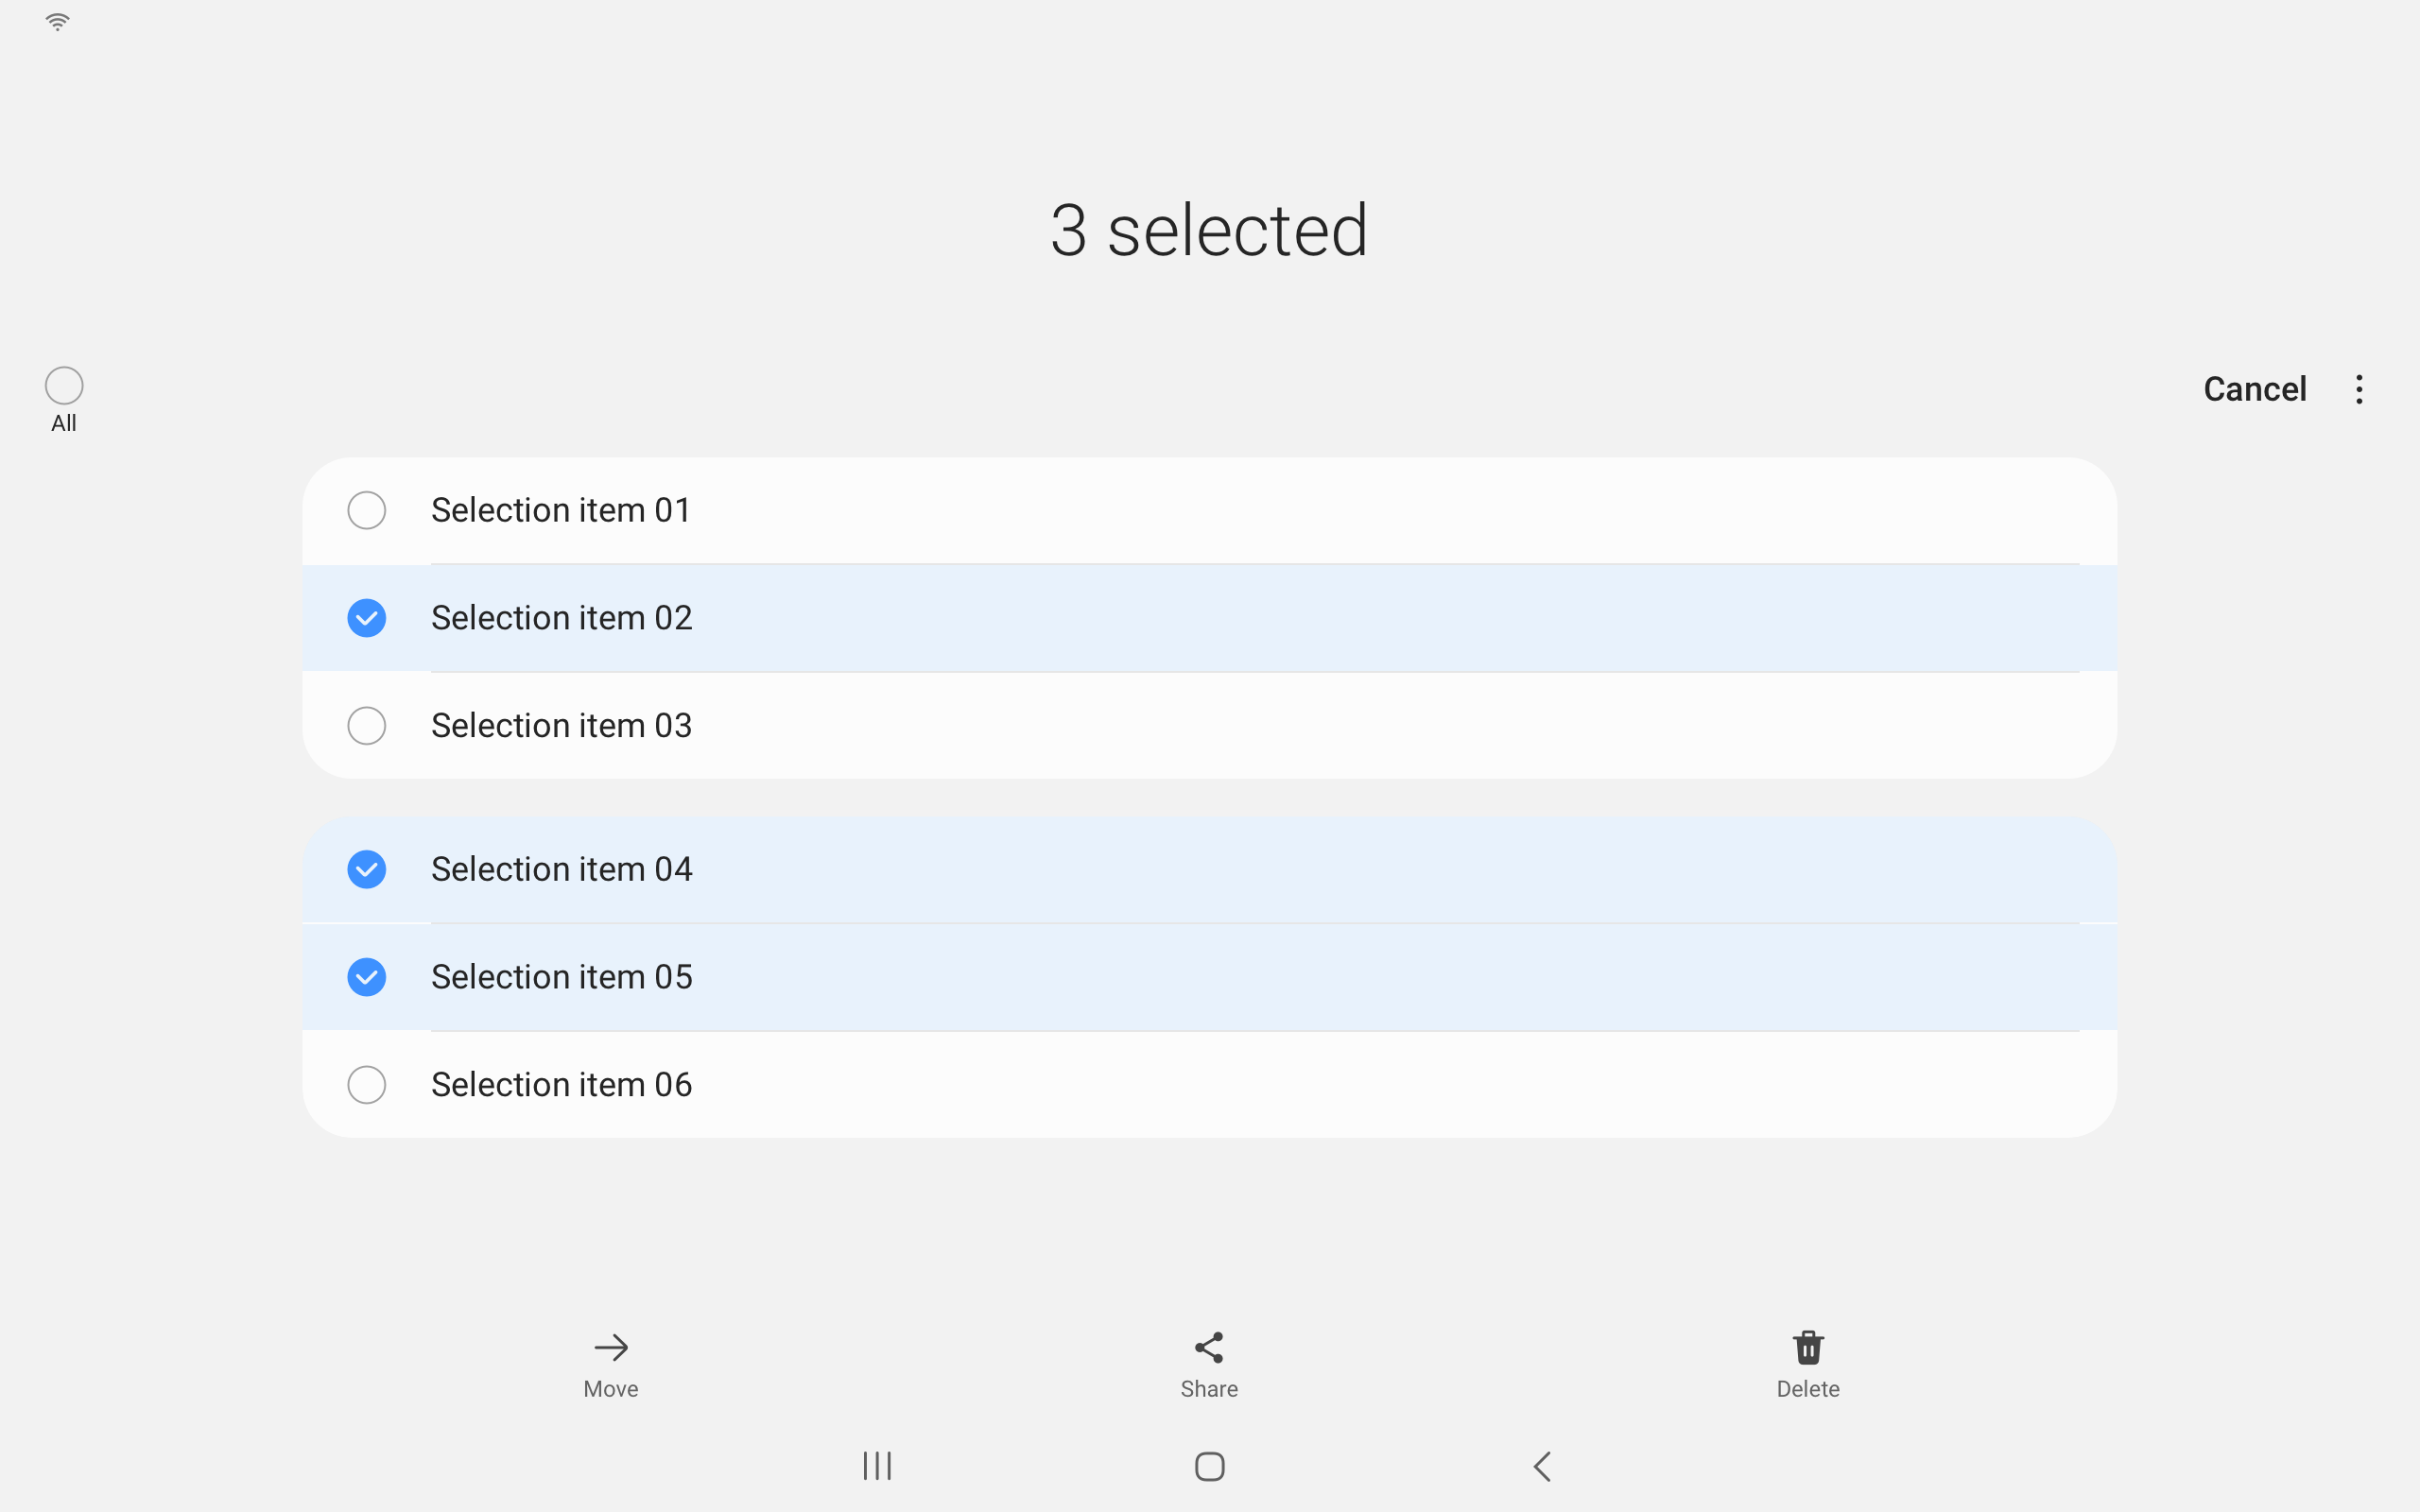 3 selected
All
Cancel
Selection item 01
Selection item 02
Selection item 03
Selection item 04
Selection item 05
Selection item 06
Move
Share
Delete